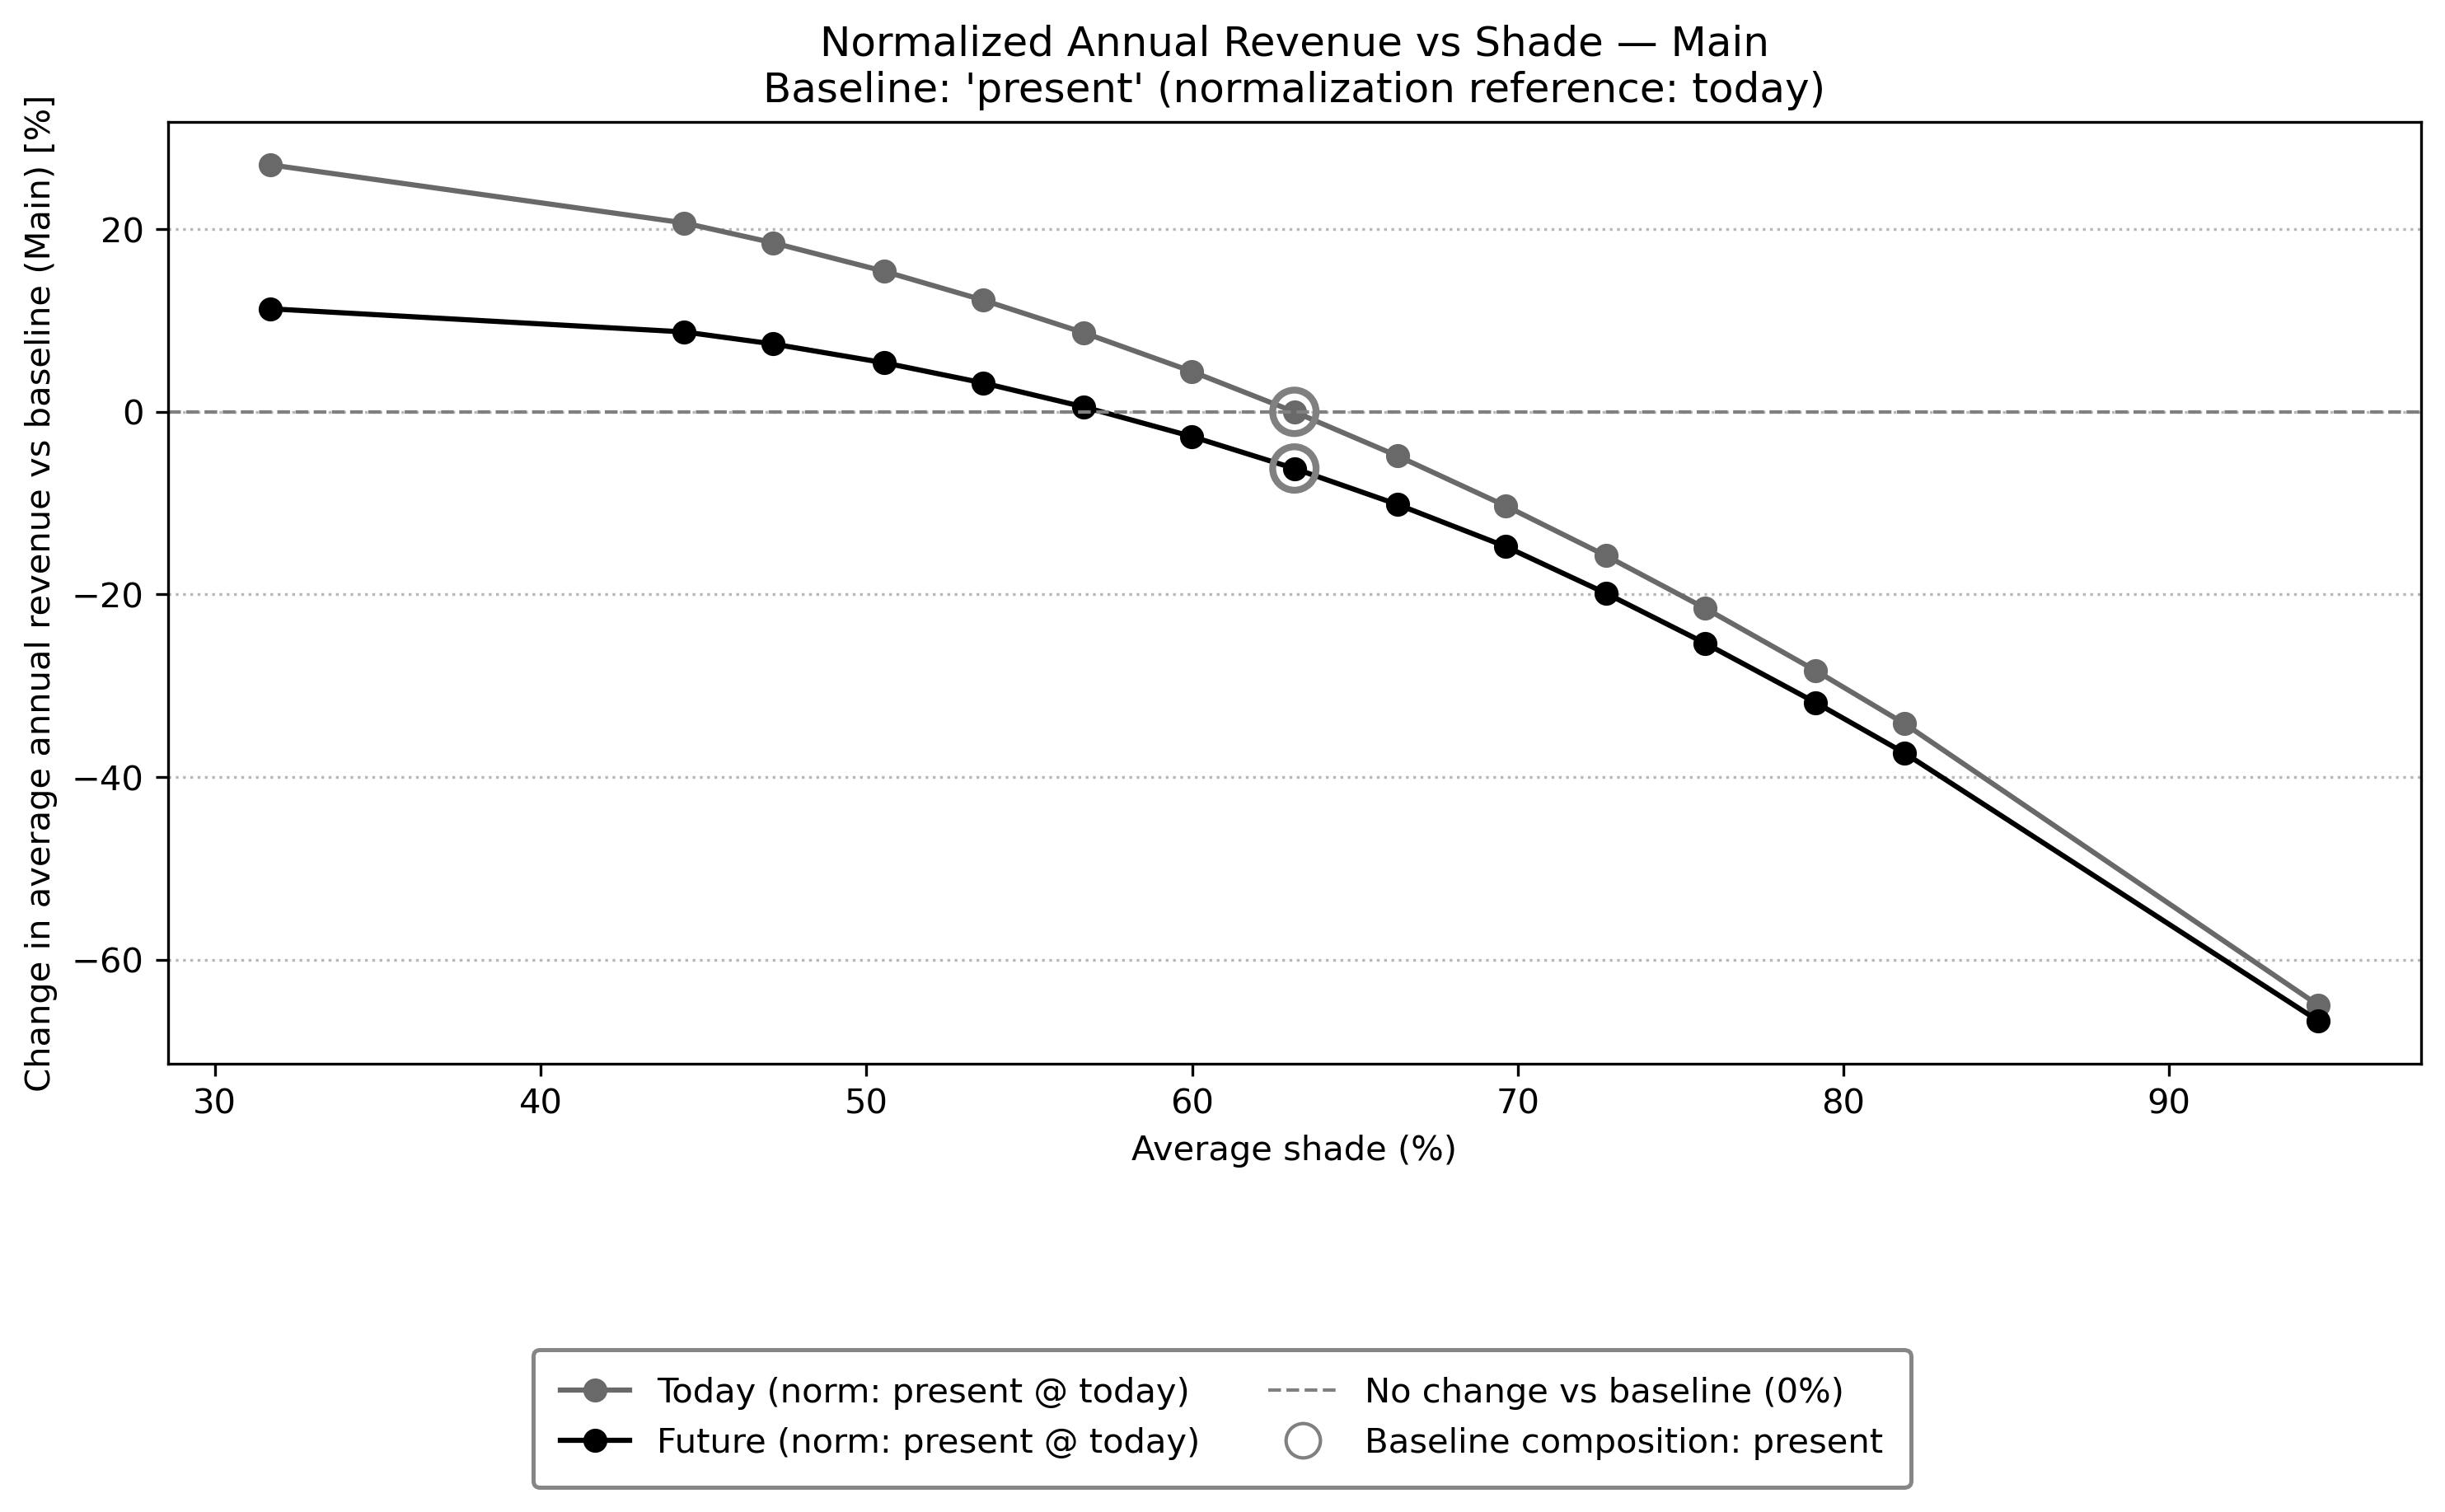 Normalized Annual Revenue vs Shade — Main
Baseline: 'present' (normalization reference: today)
Change in average annual revenue vs baseline (Main) [%]
20
0
−20
−40
−60
30
40
50
60
70
80
90
Average shade (%)
Today (norm: present @ today)
Future (norm: present @ today)
No change vs baseline (0%)
Baseline composition: present